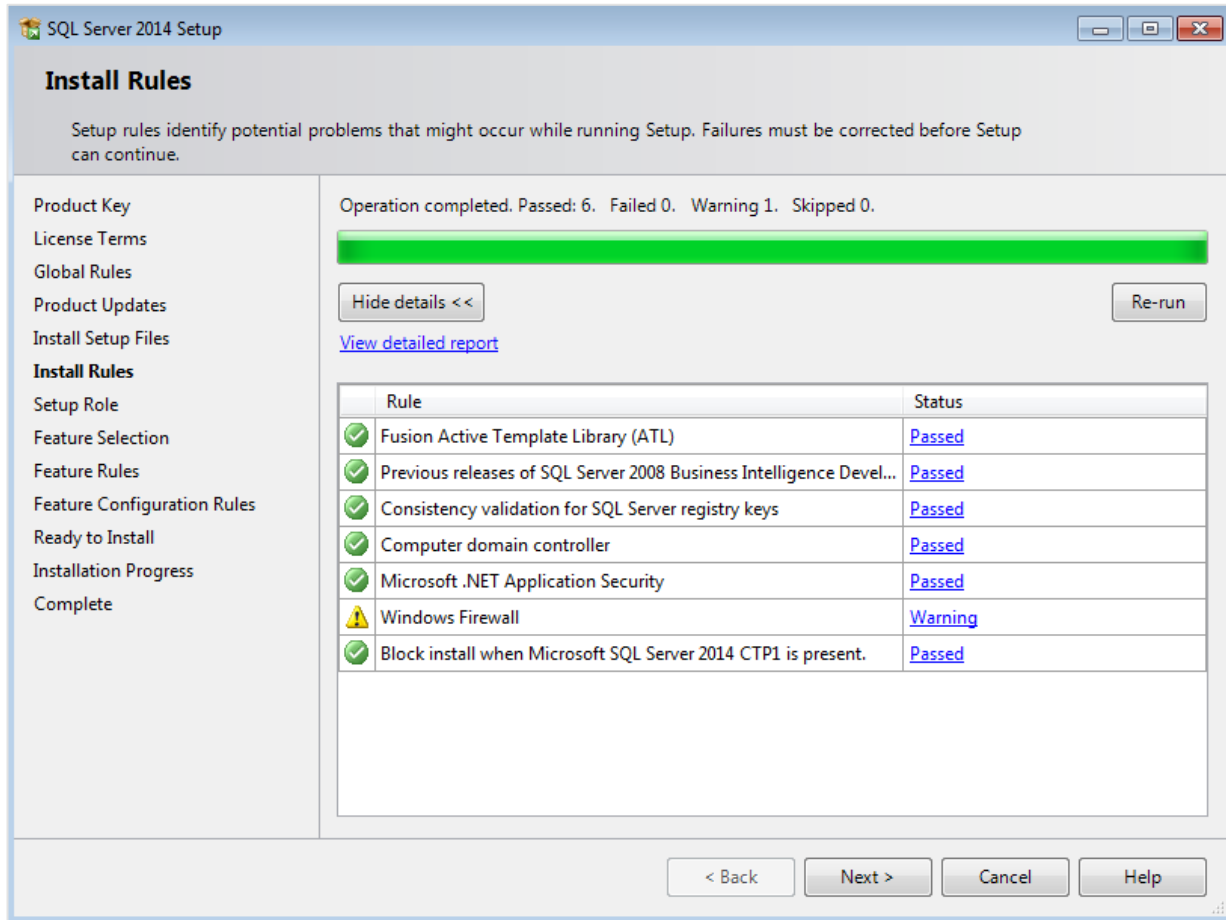 SQL Server 2014 Setup
Install Rules
Setup rules identify potential problems that might occur while running Setup. Failures must be corrected before Setup
can continue.
Product Key
License Terms
Global Rules
Product Updates
Install Setup Files
Install Rules
Setup Role
Feature Selection
Feature Rules
Feature Configuration Rules
Ready to Install
Installation Progress
Complete
Operation completed. Passed: 6. Failed 0. Warning 1. Skipped 0.
Hide details << Re-run
View detailed report
Rule Status
Fusion Active Template Library (ATL) Passed
Previous releases of SQL Server 2008 Business Intelligence Devel... Passed
Consistency validation for SQL Server registry keys Passed
Computer domain controller Passed
Microsoft .NET Application Security Passed
Windows Firewall Warning
Block install when Microsoft SQL Server 2014 CTP1 is present. Passed
< Back Next > Cancel Help